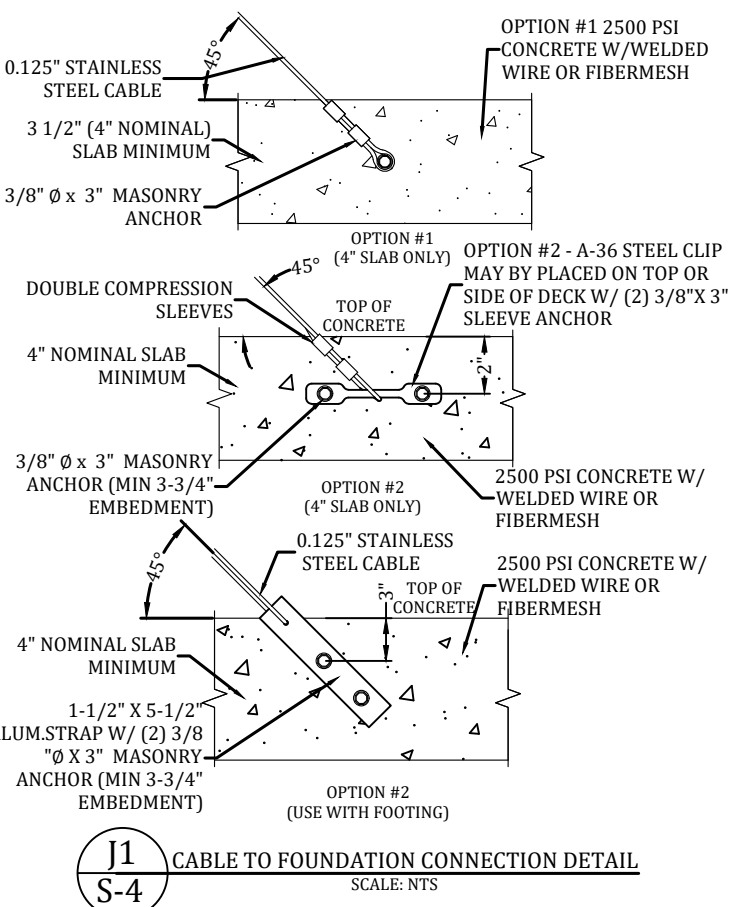 OPTION #1 2500 PSI
CONCRETE W/WELDED
WIRE OR FIBERMESH
45°
0.125" STAINLESS
STEEL CABLE
3 1/2" (4" NOMINAL)
SLAB MINIMUM
3/8" Ø x 3" MASONRY
ANCHOR
OPTION #1
(4" SLAB ONLY)
OPTION #2 - A-36 STEEL CLIP
MAY BY PLACED ON TOP OR
SIDE OF DECK W/ (2) 3/8"X 3"
SLEEVE ANCHOR
45°
DOUBLE COMPRESSION
SLEEVES
TOP OF
CONCRETE
4" NOMINAL SLAB
MINIMUM
2"
3/8" Ø x 3" MASONRY
ANCHOR (MIN 3-3/4"
EMBEDMENT)
OPTION #2
(4" SLAB ONLY)
2500 PSI CONCRETE W/
WELDED WIRE OR
FIBERMESH
0.125" STAINLESS
STEEL CABLE
45°
3"
TOP OF
CONCRETE
2500 PSI CONCRETE W/
WELDED WIRE OR
FIBERMESH
4" NOMINAL SLAB
MINIMUM
1-1/2" X 5-1/2"
LUM.STRAP W/ (2) 3/8
"Ø X 3" MASONRY
ANCHOR (MIN 3-3/4"
EMBEDMENT)
OPTION #2
(USE WITH FOOTING)
J1
S-4
CABLE TO FOUNDATION CONNECTION DETAIL
SCALE: NTS